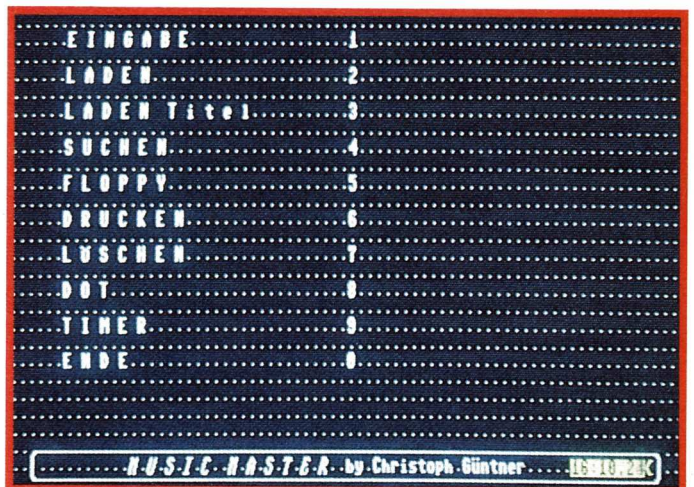 EINGABE 1
LADEN 2
LADEN Titel 3
SUCHEN 4
FLOPPY 5
DRUCKEN 6
LÖSCHEN 7
DOT 8
TIMER 9
ENDE 0
MUSIC MASTER by Christoph Güntner